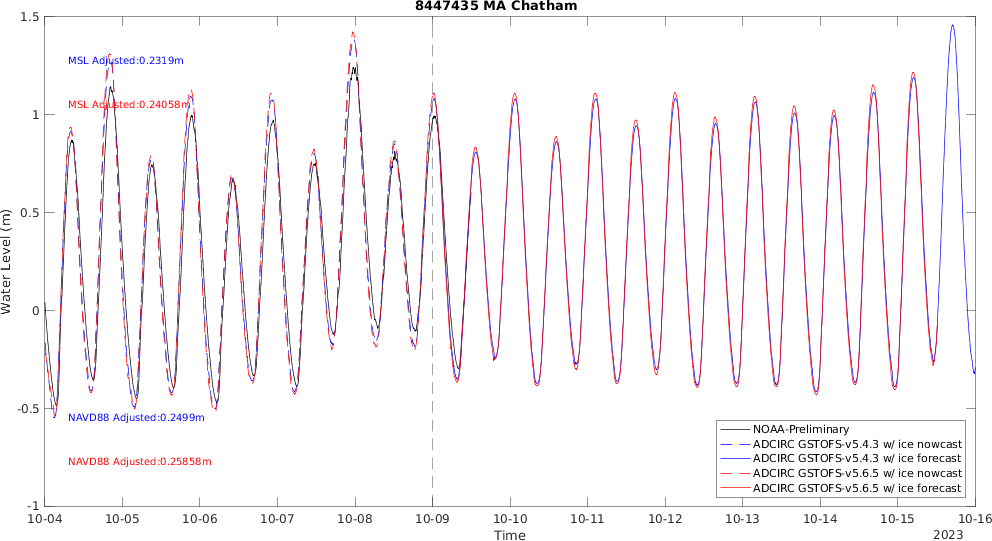 8447435 MA Chatham
1.5
1
0.5
0
-0.5
-1
Water Level (m)
MSL Adjusted:0.2319m
MSL Adjusted:0.24058m
NAVD88 Adjusted:0.2499m
NAVD88 Adjusted:0.25858m
NOAA-Preliminary
ADCIRC GSTOFS-v5.4.3 w/ ice nowcast
ADCIRC GSTOFS-v5.4.3 w/ ice forecast
ADCIRC GSTOFS-v5.6.5 w/ ice nowcast
ADCIRC GSTOFS-v5.6.5 w/ ice forecast
10-04 10-05 10-06 10-07 10-08 10-09 10-10 10-11 10-12 10-13 10-14 10-15 10-16
Time
2023